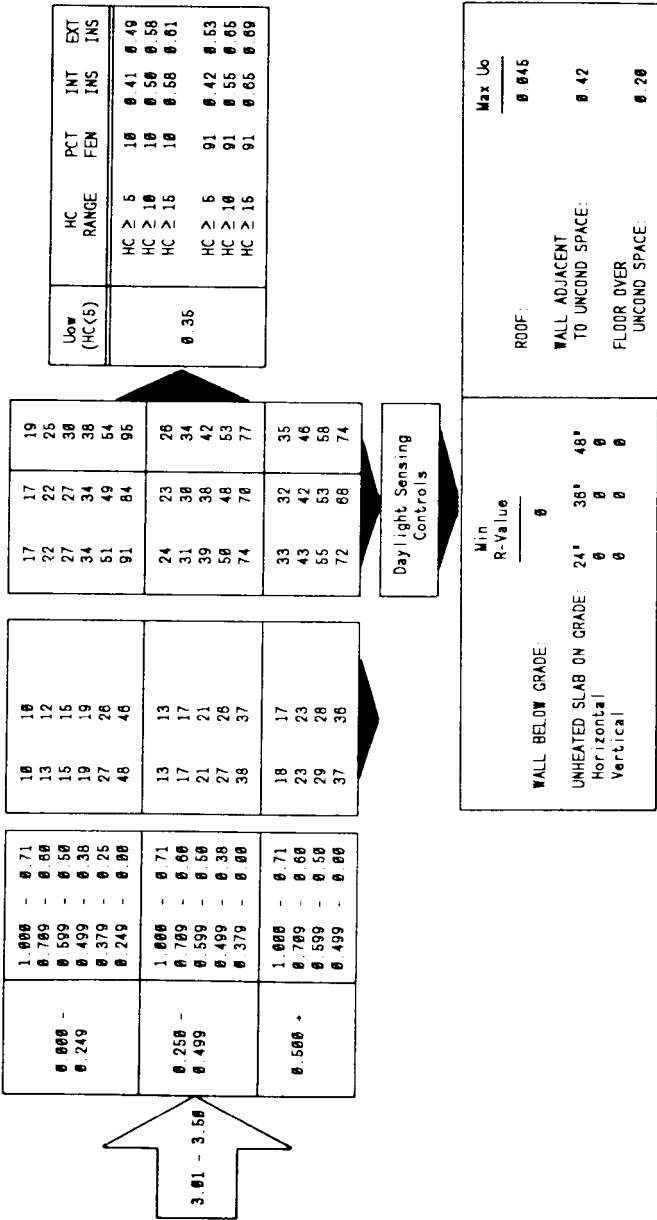 3.01 - 3.50
0.000 -
0.249
1.000 - 0.71 10 10 17 17 19
0.709 - 0.60 13 12 22 22 25
0.599 - 0.50 15 15 27 27 30
0.499 - 0.38 19 19 34 34 38
0.379 - 0.25 27 26 51 49 54
0.249 - 0.00 48 46 91 84 95
0.250 -
0.499
1.000 - 0.71 13 13 24 23 26
0.709 - 0.60 17 17 31 30 34
0.599 - 0.50 21 21 39 38 42
0.499 - 0.38 27 26 50 48 53
0.379 - 0.00 38 37 74 70 77
0.500 +
1.000 - 0.71 18 17 33 32 35
0.709 - 0.60 23 23 43 42 46
0.599 - 0.50 29 28 55 53 58
0.499 - 0.00 37 36 72 68 74
Uow HC PCT INT EXT
(HC<5) RANGE FEN INS INS
HC ≥ 5 10 0.41 0.49
HC ≥ 10 10 0.50 0.58
HC ≥ 15 10 0.58 0.61
0.35
HC ≥ 5 91 0.42 0.53
HC ≥ 10 91 0.55 0.65
HC ≥ 15 91 0.65 0.69
Daylight Sensing
Controls
Min
R-Value
WALL BELOW GRADE: 0
UNHEATED SLAB ON GRADE: 24" 36" 48"
Horizontal 0 0 0
Vertical 0 0 0
Max Uo
ROOF: 0.045
WALL ADJACENT
TO UNCOND SPACE: 0.42
FLOOR OVER
UNCOND SPACE: 0.20